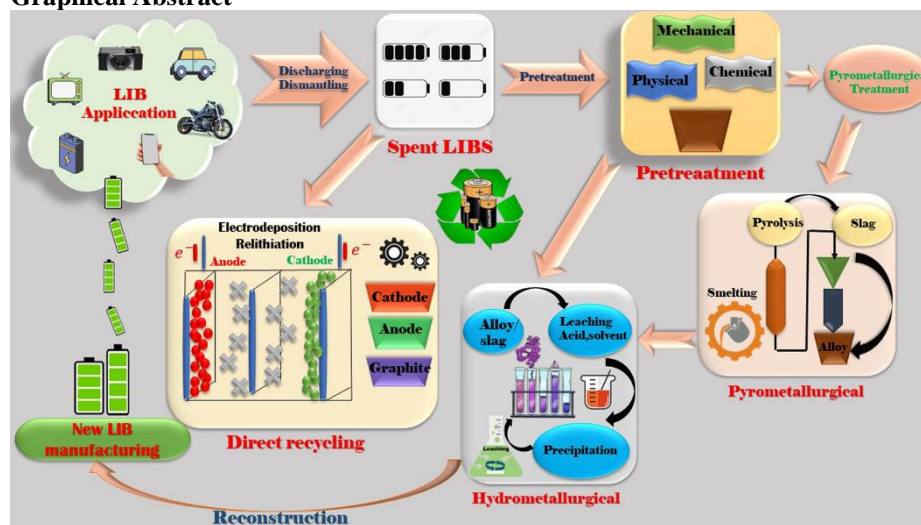 Graphical Abstract
LIB
Appliccation
Discharging
Dismantling
Spent LIBS
Pretreatment
Mechanical
Physical
Chemical
Pretreaatment
Pyrometallurgical
Treatment
Electrodeposition
Relithiation
e−
Anode
Cathode
e−
Cathode
Anode
Graphite
Direct recycling
Pyrolysis
Slag
Smelting
Alloy
Pyrometallurgical
Alloy/
slag
Leaching
Acid,solvent
Leaching
Precipitation
Hydrometallurgical
New LIB
manufacturing
Reconstruction